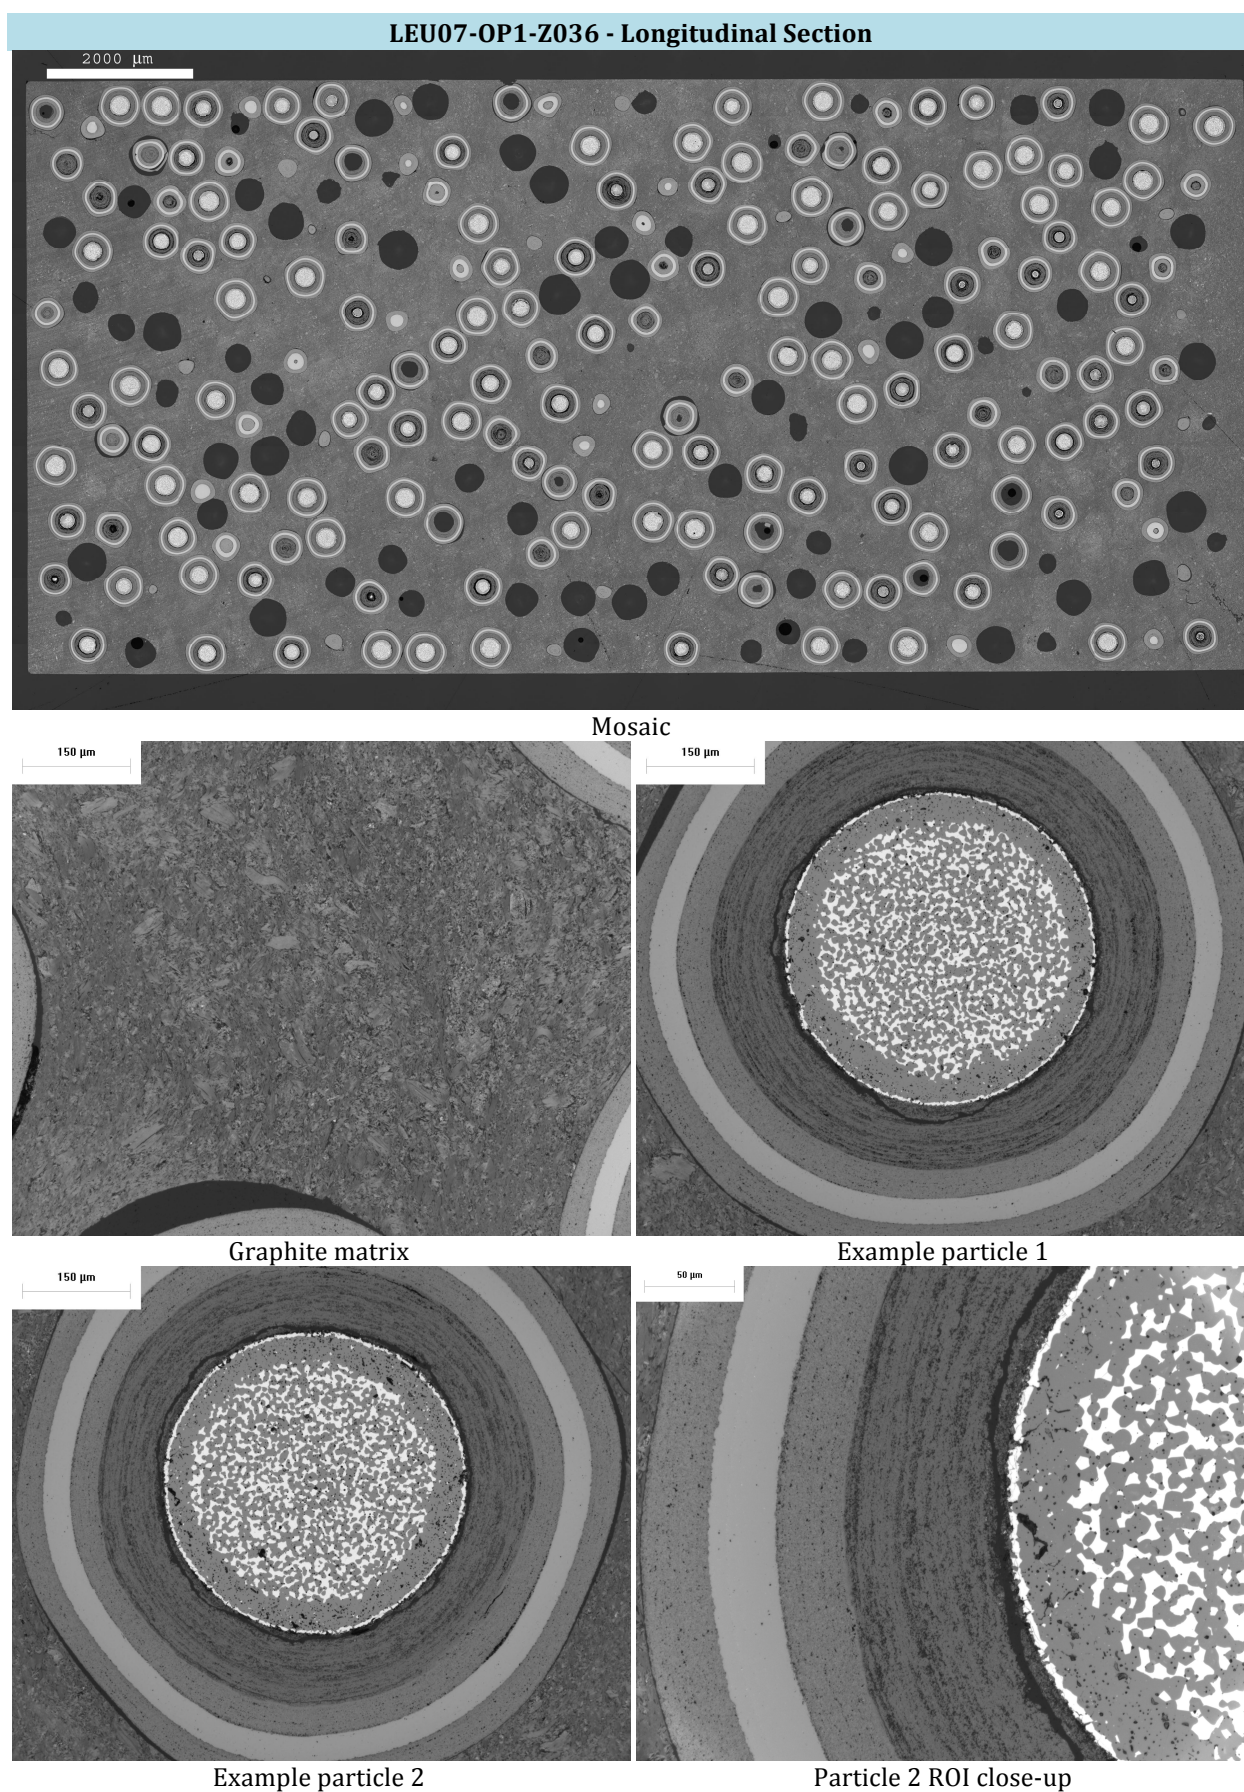 LEU07-OP1-Z036 - Longitudinal Section
2000 µm
Mosaic
150 µm
150 µm
Graphite matrix
Example particle 1
150 µm
50 µm
Example particle 2
Particle 2 ROI close-up